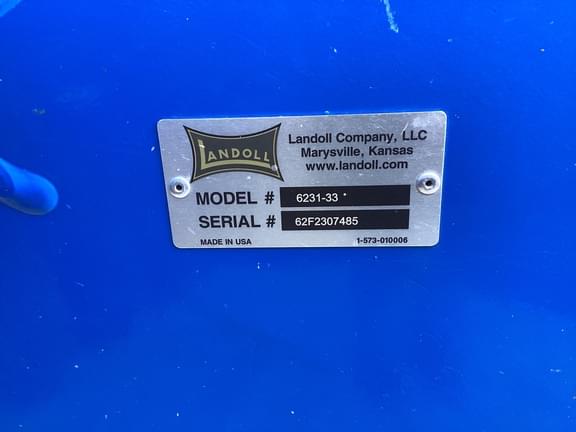 LANDOLL
Landoll Company, LLC
Marysville, Kansas
www.landoll.com
MODEL # 6231-33
SERIAL # 62F2307485
MADE IN USA 1-573-010006